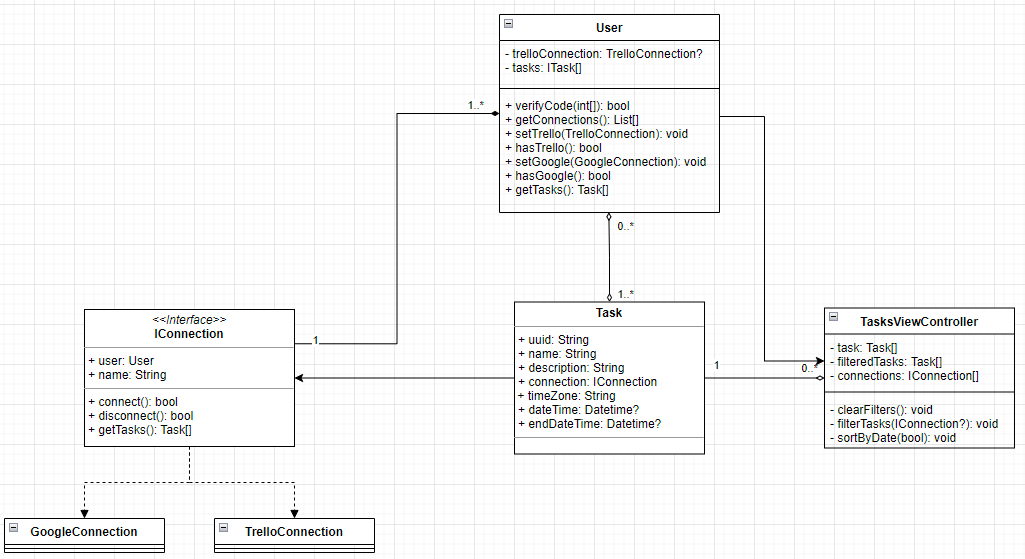 User
- trelloConnection: TrelloConnection?
- tasks: ITask[]
+ verifyCode(int[]): bool
+ getConnections(): List[]
+ setTrello(TrelloConnection): void
+ hasTrello(): bool
+ setGoogle(GoogleConnection): void
+ hasGoogle(): bool
+ getTasks(): Task[]
1..*
0..*
1..*
<<Interface>>
IConnection
+ user: User
+ name: String
+ connect(): bool
+ disconnect(): bool
+ getTasks(): Task[]
1
Task
+ uuid: String
+ name: String
+ description: String
+ connection: IConnection
+ timeZone: String
+ dateTime: Datetime?
+ endDateTime: Datetime?
1
0..*
TasksViewController
- task: Task[]
- filteredTasks: Task[]
- connections: IConnection[]
- clearFilters(): void
- filterTasks(IConnection?): void
- sortByDate(bool): void
GoogleConnection
TrelloConnection